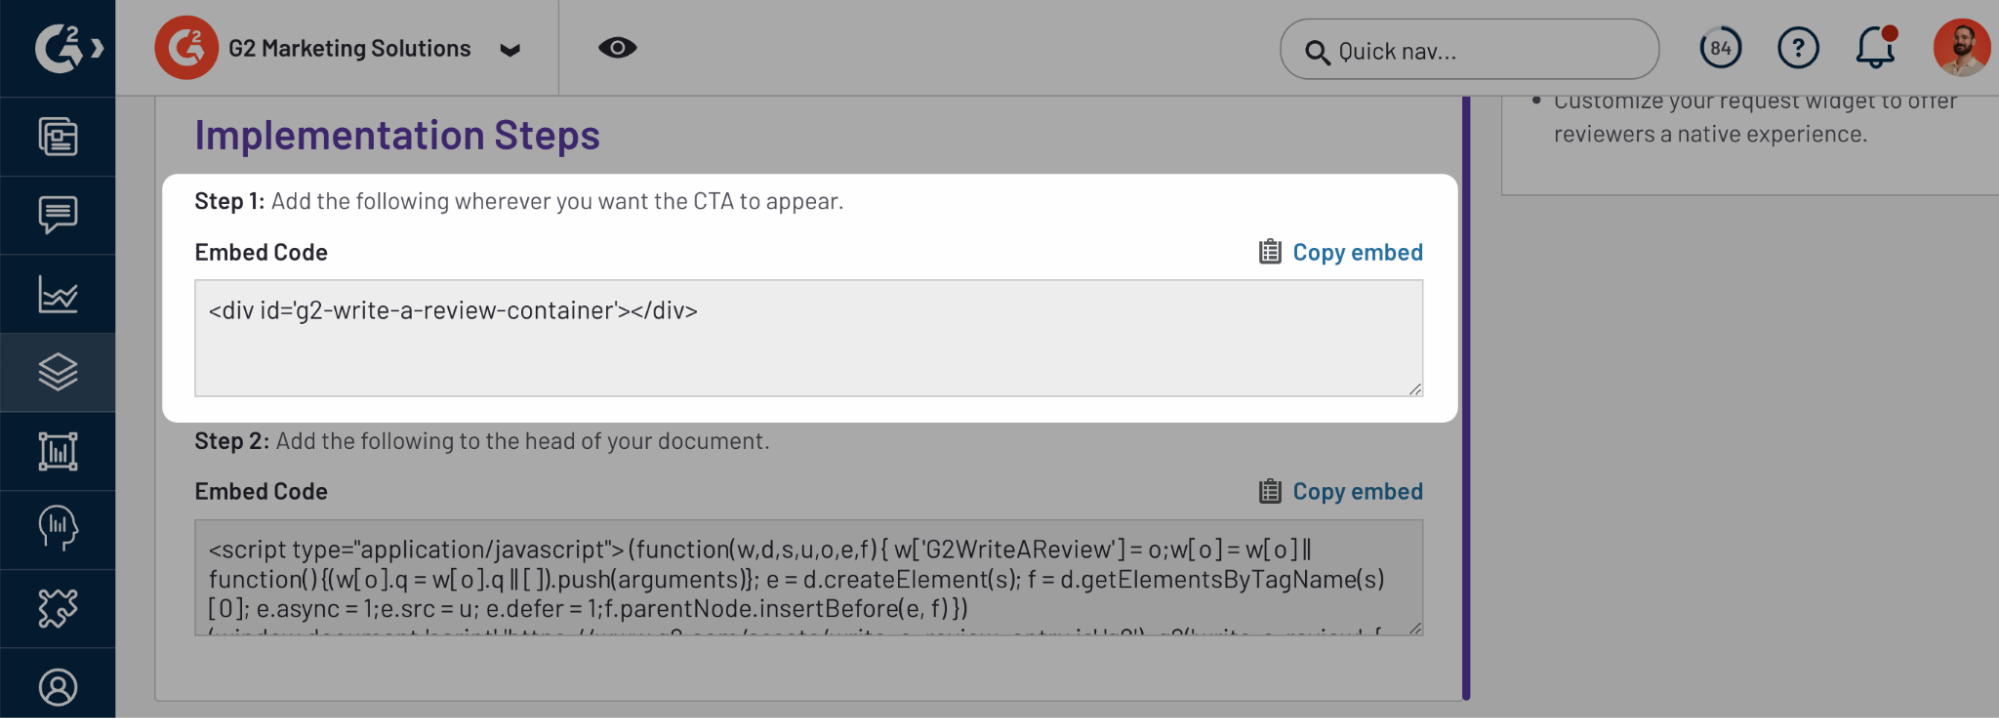 G2 Marketing Solutions
Quick nav...
84
?
Customize your request widget to offer
reviewers a native experience.
Implementation Steps
Step 1: Add the following wherever you want the CTA to appear.
Embed Code
Copy embed
<div id='g2-write-a-review-container'></div>
Step 2: Add the following to the head of your document.
Embed Code
Copy embed
<script type="application/javascript"> (function(w,d,s,u,o,e,f) { w['G2WriteAReview'] = o;w[o] = w[o] ||
function() {(w[o].q = w[o].q || []).push(arguments)}; e = d.createElement(s); f = d.getElementsByTagName(s)
[0]; e.async = 1;e.src = u; e.defer = 1;f.parentNode.insertBefore(e, f) })